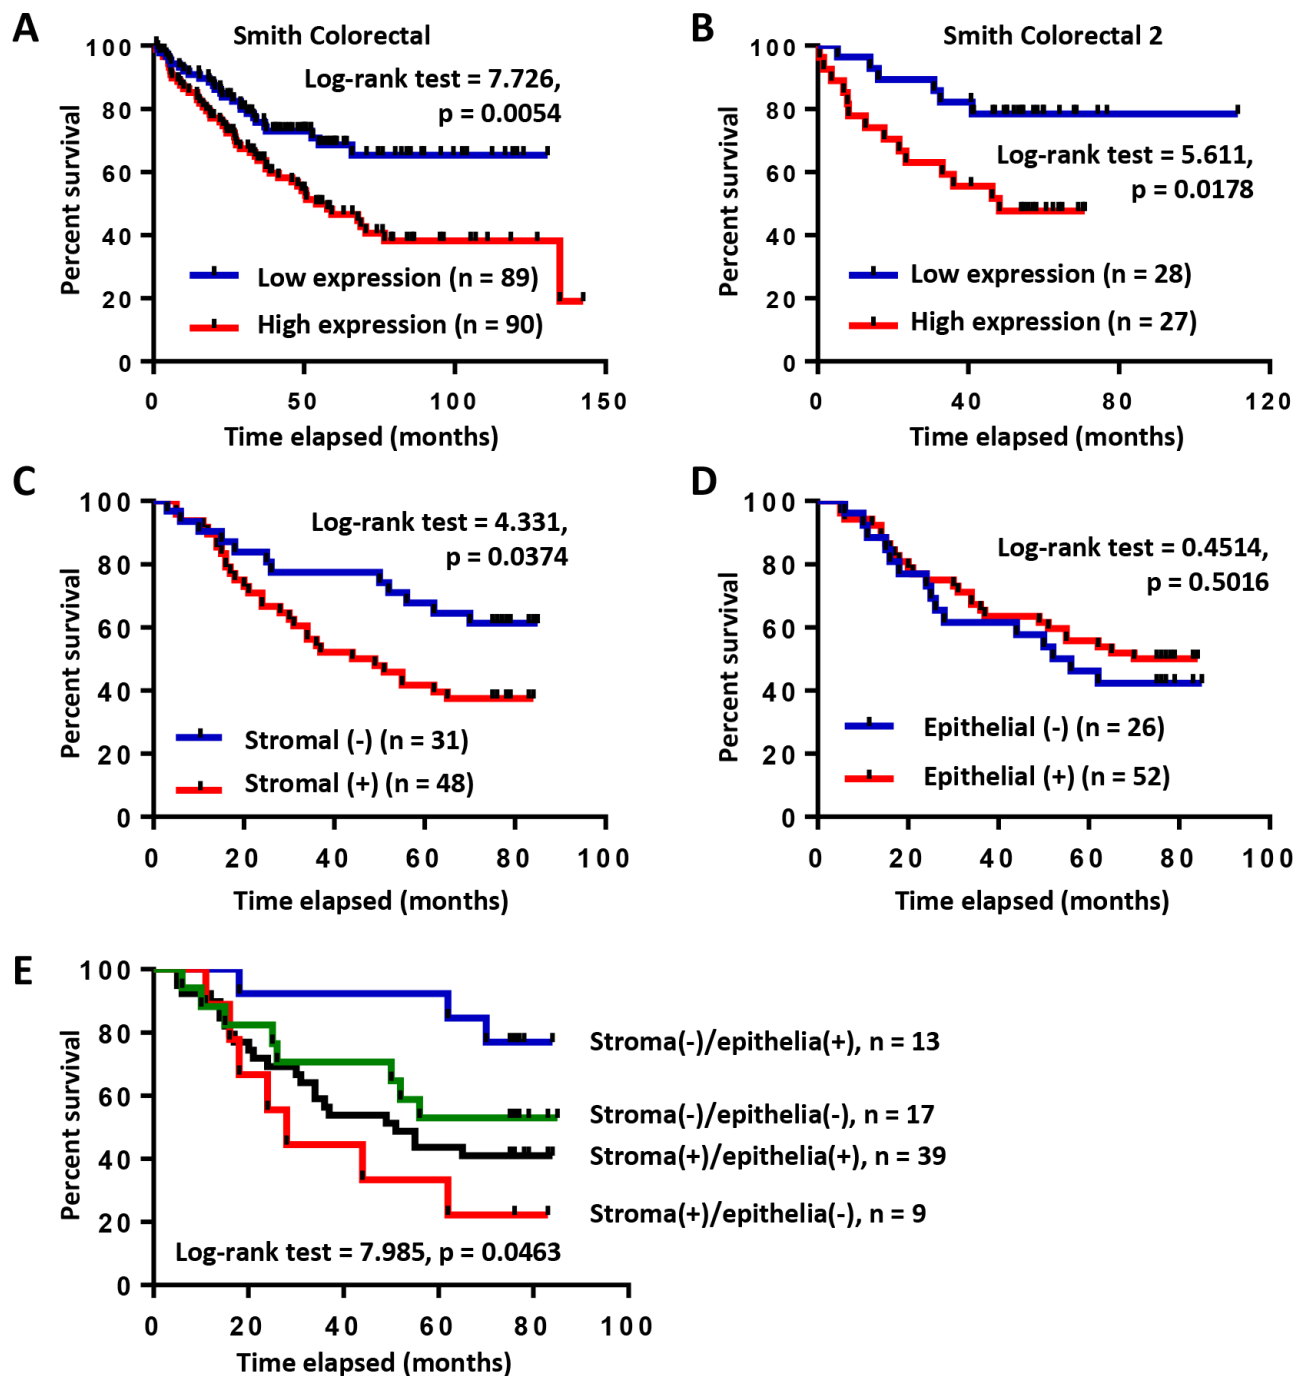 A
Smith Colorectal
Log-rank test = 7.726,
p = 0.0054
Percent survival
100
80
60
40
20
0
Low expression (n = 89)
High expression (n = 90)
0 50 100 150
Time elapsed (months)
B
Smith Colorectal 2
Log-rank test = 5.611,
p = 0.0178
Percent survival
100
80
60
40
20
0
Low expression (n = 28)
High expression (n = 27)
0 40 80 120
Time elapsed (months)
C
Log-rank test = 4.331,
p = 0.0374
Percent survival
100
80
60
40
20
0
Stromal (-) (n = 31)
Stromal (+) (n = 48)
0 20 40 60 80 100
Time elapsed (months)
D
Log-rank test = 0.4514,
p = 0.5016
Percent survival
100
80
60
40
20
0
Epithelial (-) (n = 26)
Epithelial (+) (n = 52)
0 20 40 60 80 100
Time elapsed (months)
E
Percent survival
100
80
60
40
20
0
Stroma(-)/epithelia(+), n = 13
Stroma(-)/epithelia(-), n = 17
Stroma(+)/epithelia(+), n = 39
Stroma(+)/epithelia(-), n = 9
Log-rank test = 7.985, p = 0.0463
0 20 40 60 80 100
Time elapsed (months)